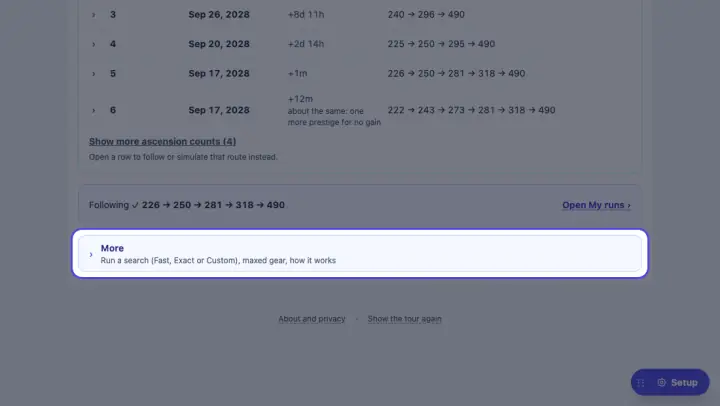 3 Sep 26, 2028 +8d 11h 240 → 296 → 490
4 Sep 20, 2028 +2d 14h 225 → 250 → 295 → 490
5 Sep 17, 2028 +1m 226 → 250 → 281 → 318 → 490
6 Sep 17, 2028 +12m 222 → 243 → 273 → 281 → 318 → 490
about the same: one
more prestige for no gain
Show more ascension counts (4)
Open a row to follow or simulate that route instead.
Following ✓ 226 → 250 → 281 → 318 → 490 Open My runs ›
More
Run a search (Fast, Exact or Custom), maxed gear, how it works
About and privacy · Show the tour again
Setup